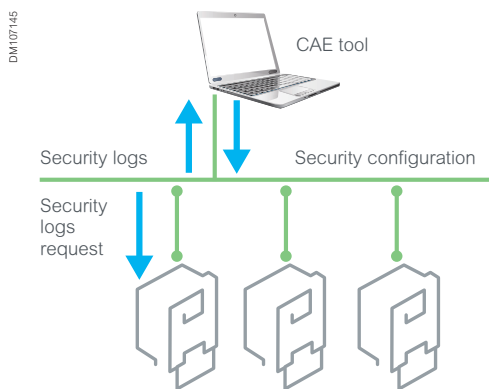 DM107145
CAE tool
Security logs
Security configuration
Security
logs
request